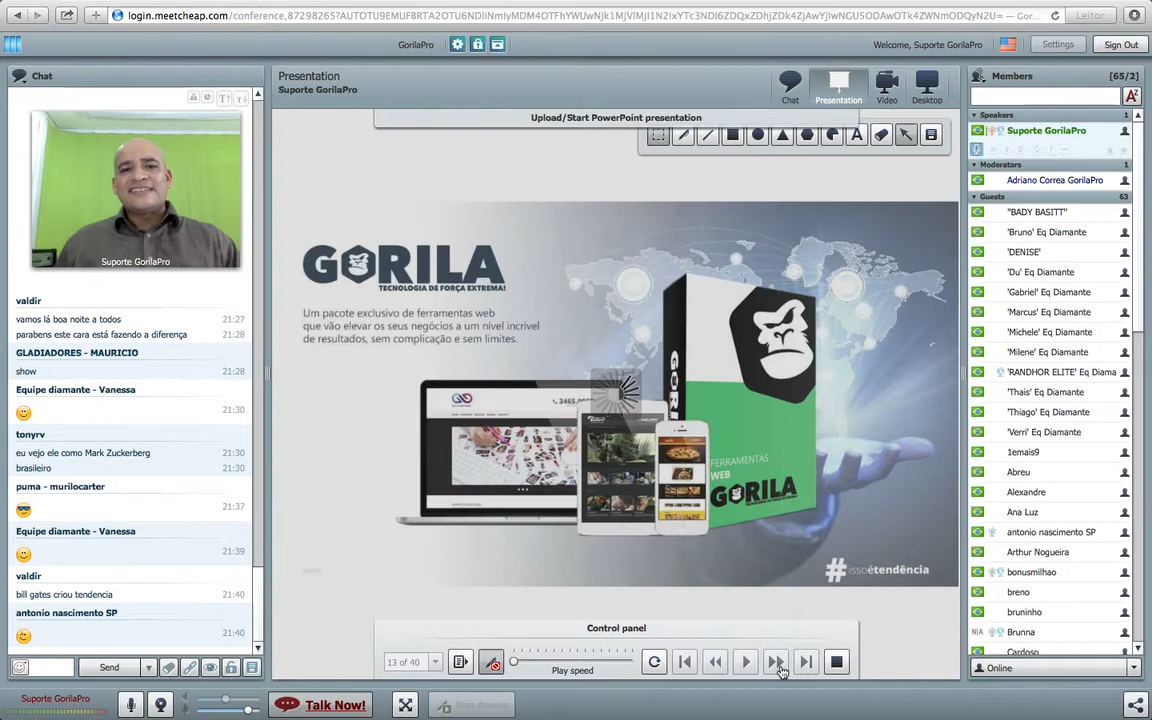 login.meetcheap.com
Leitor
GorilaPro
Welcome, Suporte GorilaPro
Settings
Sign Out
Chat
Suporte GorilaPro
valdir
vamos lá boa noite a todos 21:27
parabens este cara está fazendo a diferença 21:28
GLADIADORES - MAURICIO
show 21:28
Equipe diamante - Vanessa
21:30
tonyrv
eu vejo ele como Mark Zuckerberg 21:30
brasileiro 21:30
puma - murilocarter
21:37
Equipe diamante - Vanessa
21:39
valdir
bill gates criou tendencia 21:40
antonio nascimento SP
21:40
Send
Suporte GorilaPro
Talk Now!
Start drawing
Presentation
Suporte GorilaPro
Chat
Presentation
Video
Desktop
Upload/Start PowerPoint presentation
GORILA
TECNOLOGIA DE FORÇA EXTREMA!
Um pacote exclusivo de ferramentas web
que vão elevar os seus negócios a um nível incrível
de resultados, sem complicação e sem limites.
GORILA
FERRAMENTAS
WEB
GORILA
#issoétendência
Control panel
13 of 40
Play speed
Members [65/2]
Speakers 1
Suporte GorilaPro
Moderators 1
Adriano Correa GorilaPro
Guests 63
"BADY BASITT"
'Bruno' Eq Diamante
'DENISE'
'Du' Eq Diamante
'Gabriel' Eq Diamante
'Marcus' Eq Diamante
'Michele' Eq Diamante
'Milene' Eq Diamante
'RANDHOR ELITE' Eq Diama
'Thais' Eq Diamante
'Thiago' Eq Diamante
'Verri' Eq Diamante
1emais9
Abreu
Alexandre
Ana Luz
antonio nascimento SP
Arthur Nogueira
bonusmilhao
breno
bruninho
N/A Brunna
Cardoso
Online